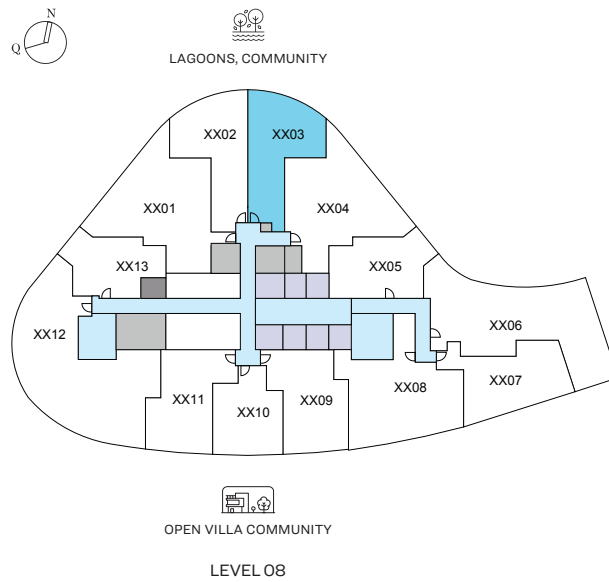 N
Q
LAGOONS, COMMUNITY
XX02
XX03
XX01
XX04
XX13
XX05
XX12
XX06
XX08
XX07
XX11
XX10
XX09
OPEN VILLA COMMUNITY
LEVEL 08